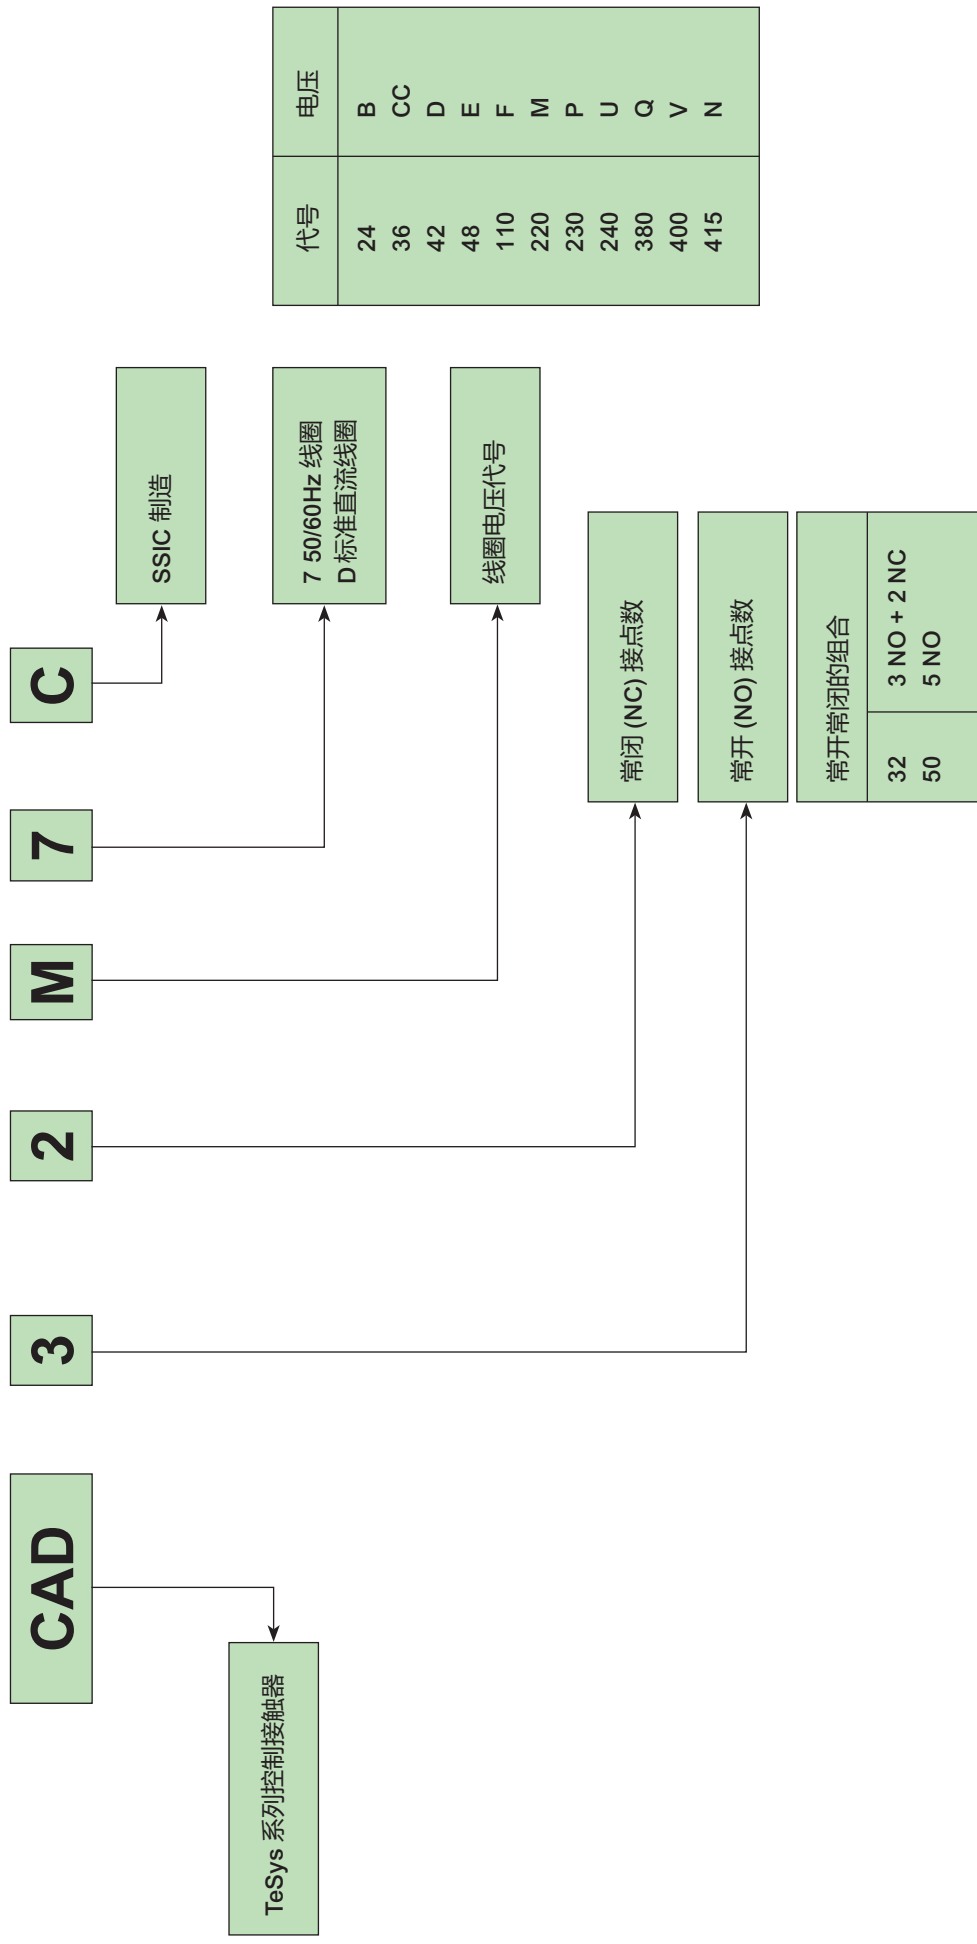 CAD
3
2
M
7
C
TeSys 系列控制接触器
SSIC 制造
7 50/60Hz 线圈
D标准直流线圈
线圈电压代号
常闭 (NC) 接点数
常开 (NO) 接点数
常开常闭的组合
32 3 NO + 2 NC
50 5 NO
代号 电压
24 B
36 CC
42 D
48 E
110 F
220 M
230 P
240 U
380 Q
400 V
415 N